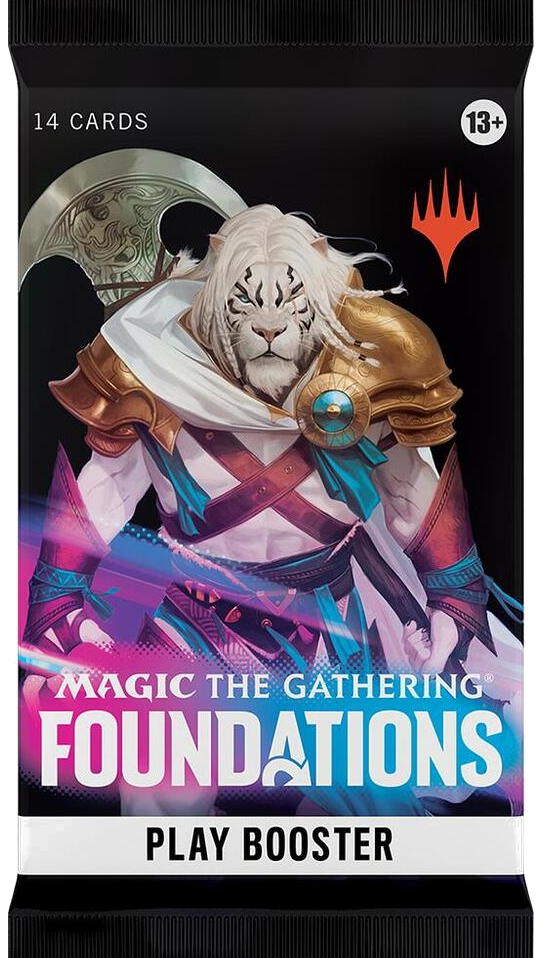 14 CARDS
13+
MAGIC THE GATHERING®
FOUNDATIONS
PLAY BOOSTER